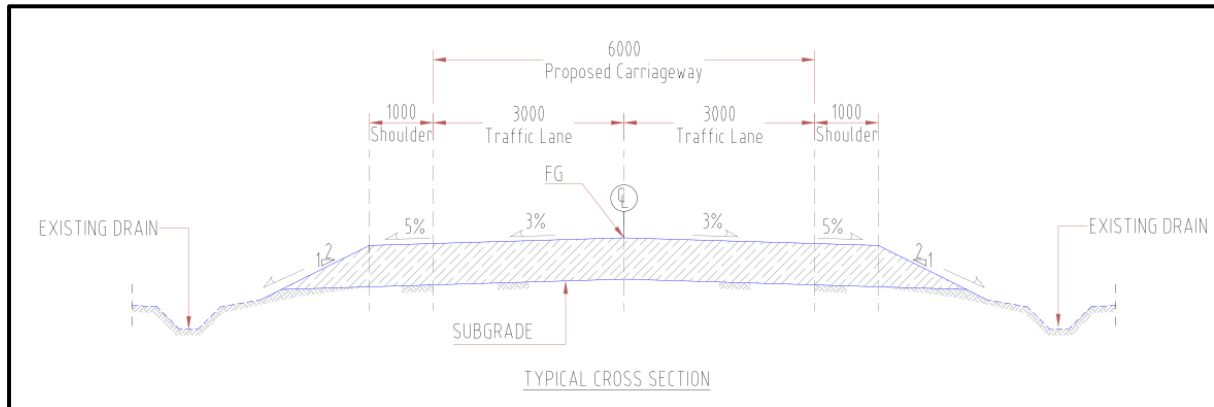 6000
Proposed Carriageway
1000
Shoulder
3000
Traffic Lane
3000
Traffic Lane
1000
Shoulder
FG
CL
EXISTING DRAIN
5%
3%
3%
5%
EXISTING DRAIN
2
1
2
1
SUBGRADE
TYPICAL CROSS SECTION